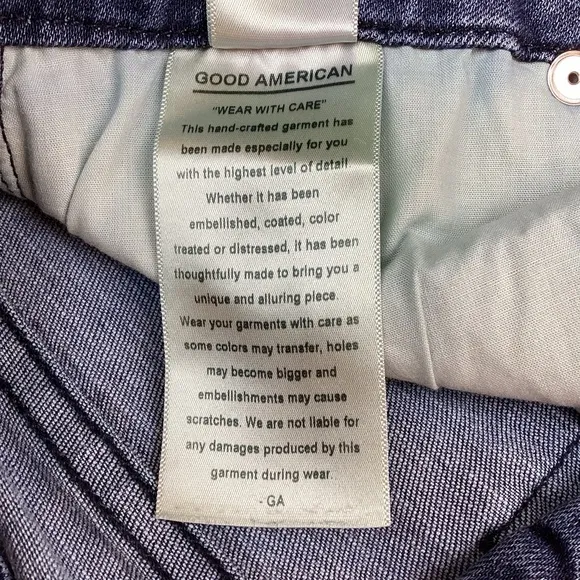 GOOD AMERICAN
"WEAR WITH CARE"
This hand-crafted garment has
been made especially for you
with the highest level of detail.
Whether it has been
embellished, coated, color
treated or distressed, it has been
thoughtfully made to bring you a
unique and alluring piece.
Wear your garments with care as
some colors may transfer, holes
may become bigger and
embellishments may cause
scratches. We are not liable for
any damages produced by this
garment during wear.
- GA